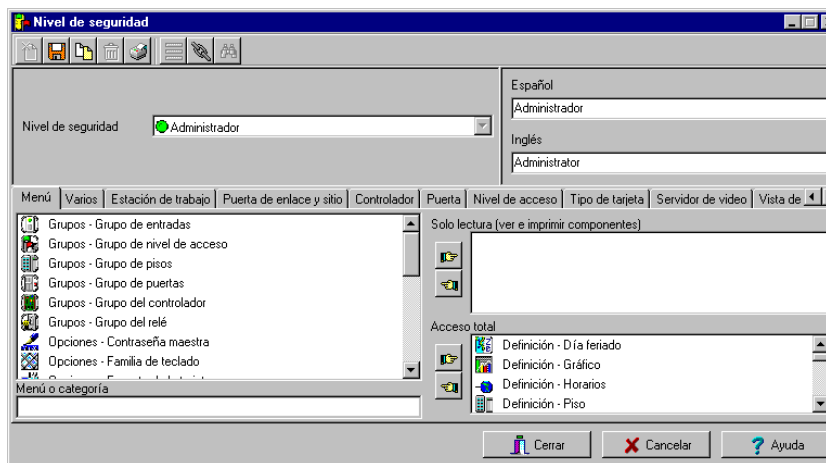 Nivel de seguridad
Español
Administrador
Nivel de seguridad
Administrador
Inglés
Administrator
Menú
Varios
Estación de trabajo
Puerta de enlace y sitio
Controlador
Puerta
Nivel de acceso
Tipo de tarjeta
Servidor de video
Vista de
Grupos - Grupo de entradas
Grupos - Grupo de nivel de acceso
Grupos - Grupo de pisos
Grupos - Grupo de puertas
Grupos - Grupo del controlador
Grupos - Grupo del relé
Opciones - Contraseña maestra
Opciones - Familia de teclado
Menú o categoría
Solo lectura (ver e imprimir componentes)
Acceso total
Definición - Día feriado
Definición - Gráfico
Definición - Horarios
Definición - Piso
Cerrar
Cancelar
Ayuda